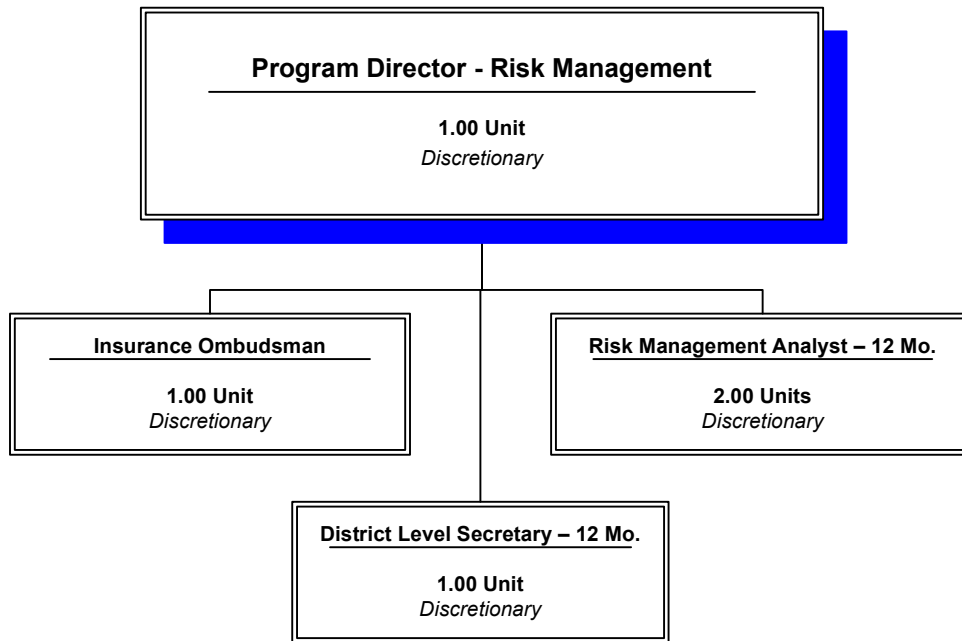 Program Director - Risk Management
1.00 Unit
Discretionary
Insurance Ombudsman
1.00 Unit
Discretionary
Risk Management Analyst – 12 Mo.
2.00 Units
Discretionary
District Level Secretary – 12 Mo.
1.00 Unit
Discretionary